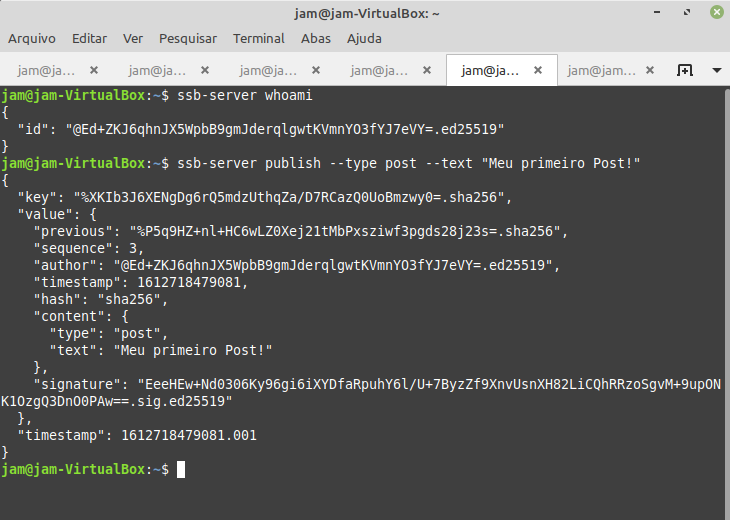 jam@jam-VirtualBox: ~
Arquivo Editar Ver Pesquisar Terminal Abas Ajuda
jam@ja... jam@ja... jam@ja... jam@ja... jam@ja... jam@jam...
jam@jam-VirtualBox:~$ ssb-server whoami
{
  "id": "@Ed+ZKJ6qhnJX5WpbB9gmJderqlgwtKVmnYO3fYJ7eVY=.ed25519"
}
jam@jam-VirtualBox:~$ ssb-server publish --type post --text "Meu primeiro Post!"
{
  "key": "%XKIb3J6XENgDg6rQ5mdzUthqZa/D7RCazQ0UoBmzwy0=.sha256",
  "value": {
    "previous": "%P5q9HZ+nl+HC6wLZ0Xej21tMbPxsziwf3pgds28j23s=.sha256",
    "sequence": 3,
    "author": "@Ed+ZKJ6qhnJX5WpbB9gmJderqlgwtKVmnYO3fYJ7eVY=.ed25519",
    "timestamp": 1612718479081,
    "hash": "sha256",
    "content": {
      "type": "post",
      "text": "Meu primeiro Post!"
    },
    "signature": "EeeHEw+Nd0306Ky96gi6iXYDfaRpuhY6l/U+7ByzZf9XnvUsnXH82LiCQhRRzoSgvM+9upON
K1OzgQ3DnO0PAw==.sig.ed25519"
  },
  "timestamp": 1612718479081.001
}
jam@jam-VirtualBox:~$